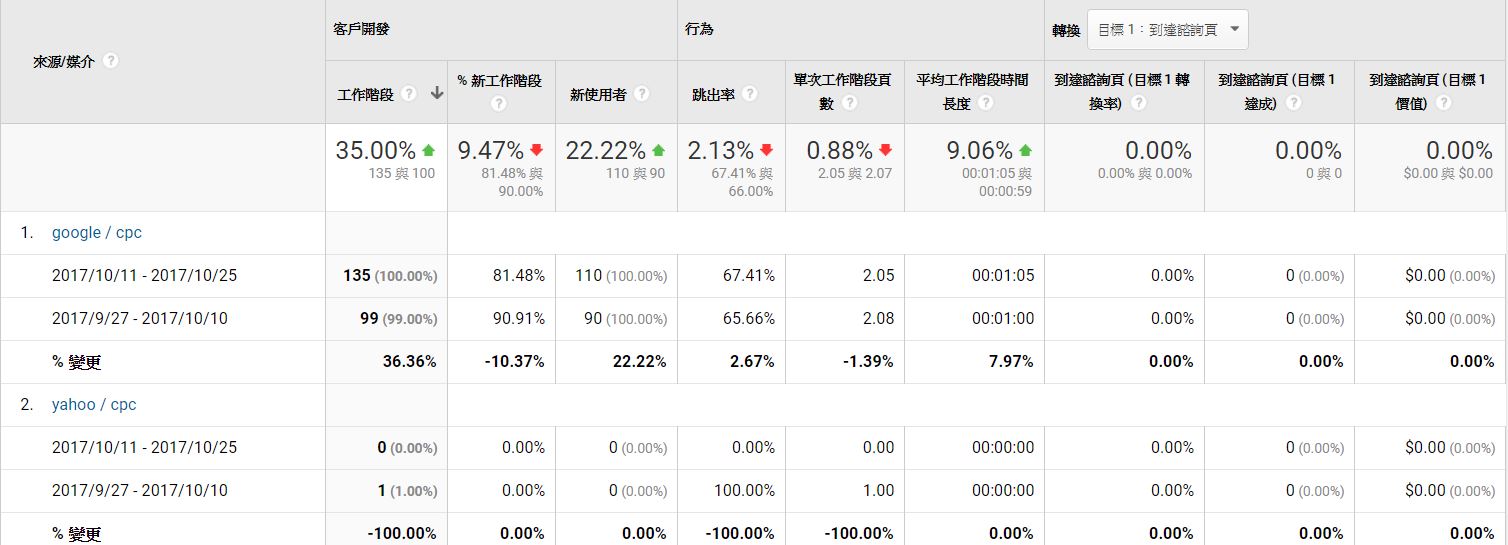 客戶開發 行為 轉換 目標 1：到達諮詢頁
來源/媒介 ?
工作階段 ? % 新工作階段 ? 新使用者 ? 跳出率 ? 單次工作階段頁數 ? 平均工作階段時間長度 ? 到達諮詢頁 (目標 1 轉換率) ? 到達諮詢頁 (目標 1 達成) ? 到達諮詢頁 (目標 1 價值) ?
35.00% 9.47% 22.22% 2.13% 0.88% 9.06% 0.00% 0.00% 0.00%
135 與 100 81.48% 與 90.00% 110 與 90 67.41% 與 66.00% 2.05 與 2.07 00:01:05 與 00:00:59 0.00% 與 0.00% 0 與 0 $0.00 與 $0.00
1. google / cpc
2017/10/11 - 2017/10/25 135 (100.00%) 81.48% 110 (100.00%) 67.41% 2.05 00:01:05 0.00% 0 (0.00%) $0.00 (0.00%)
2017/9/27 - 2017/10/10 99 (99.00%) 90.91% 90 (100.00%) 65.66% 2.08 00:01:00 0.00% 0 (0.00%) $0.00 (0.00%)
% 變更 36.36% -10.37% 22.22% 2.67% -1.39% 7.97% 0.00% 0.00% 0.00%
2. yahoo / cpc
2017/10/11 - 2017/10/25 0 (0.00%) 0.00% 0 (0.00%) 0.00% 0.00 00:00:00 0.00% 0 (0.00%) $0.00 (0.00%)
2017/9/27 - 2017/10/10 1 (1.00%) 0.00% 0 (0.00%) 100.00% 1.00 00:00:00 0.00% 0 (0.00%) $0.00 (0.00%)
% 變更 -100.00% 0.00% 0.00% -100.00% -100.00% 0.00% 0.00% 0.00% 0.00%